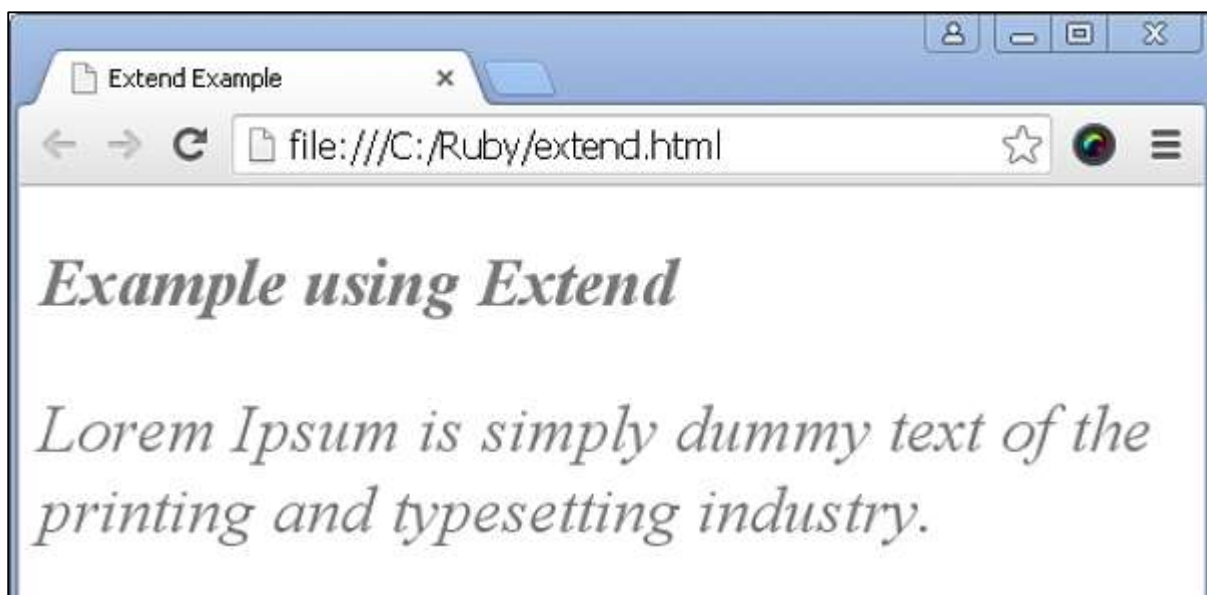 Extend Example
file:///C:/Ruby/extend.html
Example using Extend
Lorem Ipsum is simply dummy text of the
printing and typesetting industry.